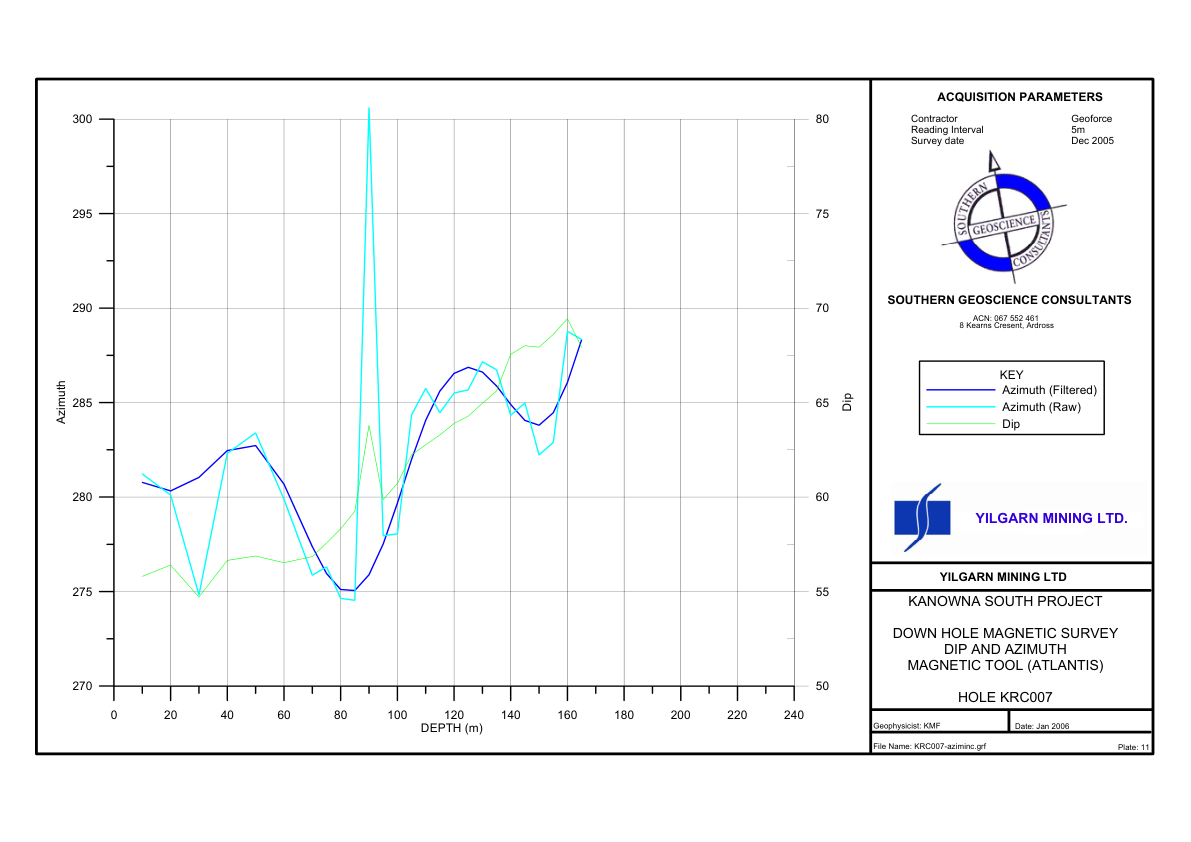 300
295
290
285
280
275
270
Azimuth
80
75
70
65
60
55
50
Dip
0 20 40 60 80 100 120 140 160 180 200 220 240
DEPTH (m)
ACQUISITION PARAMETERS
Contractor Geoforce
Reading Interval 5m
Survey date Dec 2005
SOUTHERN
GEOSCIENCE
CONSULTANTS
SOUTHERN GEOSCIENCE CONSULTANTS
ACN: 067 552 461
8 Kearns Cresent, Ardross
KEY
Azimuth (Filtered)
Azimuth (Raw)
Dip
YILGARN MINING LTD.
YILGARN MINING LTD
KANOWNA SOUTH PROJECT
DOWN HOLE MAGNETIC SURVEY
DIP AND AZIMUTH
MAGNETIC TOOL (ATLANTIS)
HOLE KRC007
Geophysicist: KMF Date: Jan 2006
File Name: KRC007-aziminc.grf Plate: 11